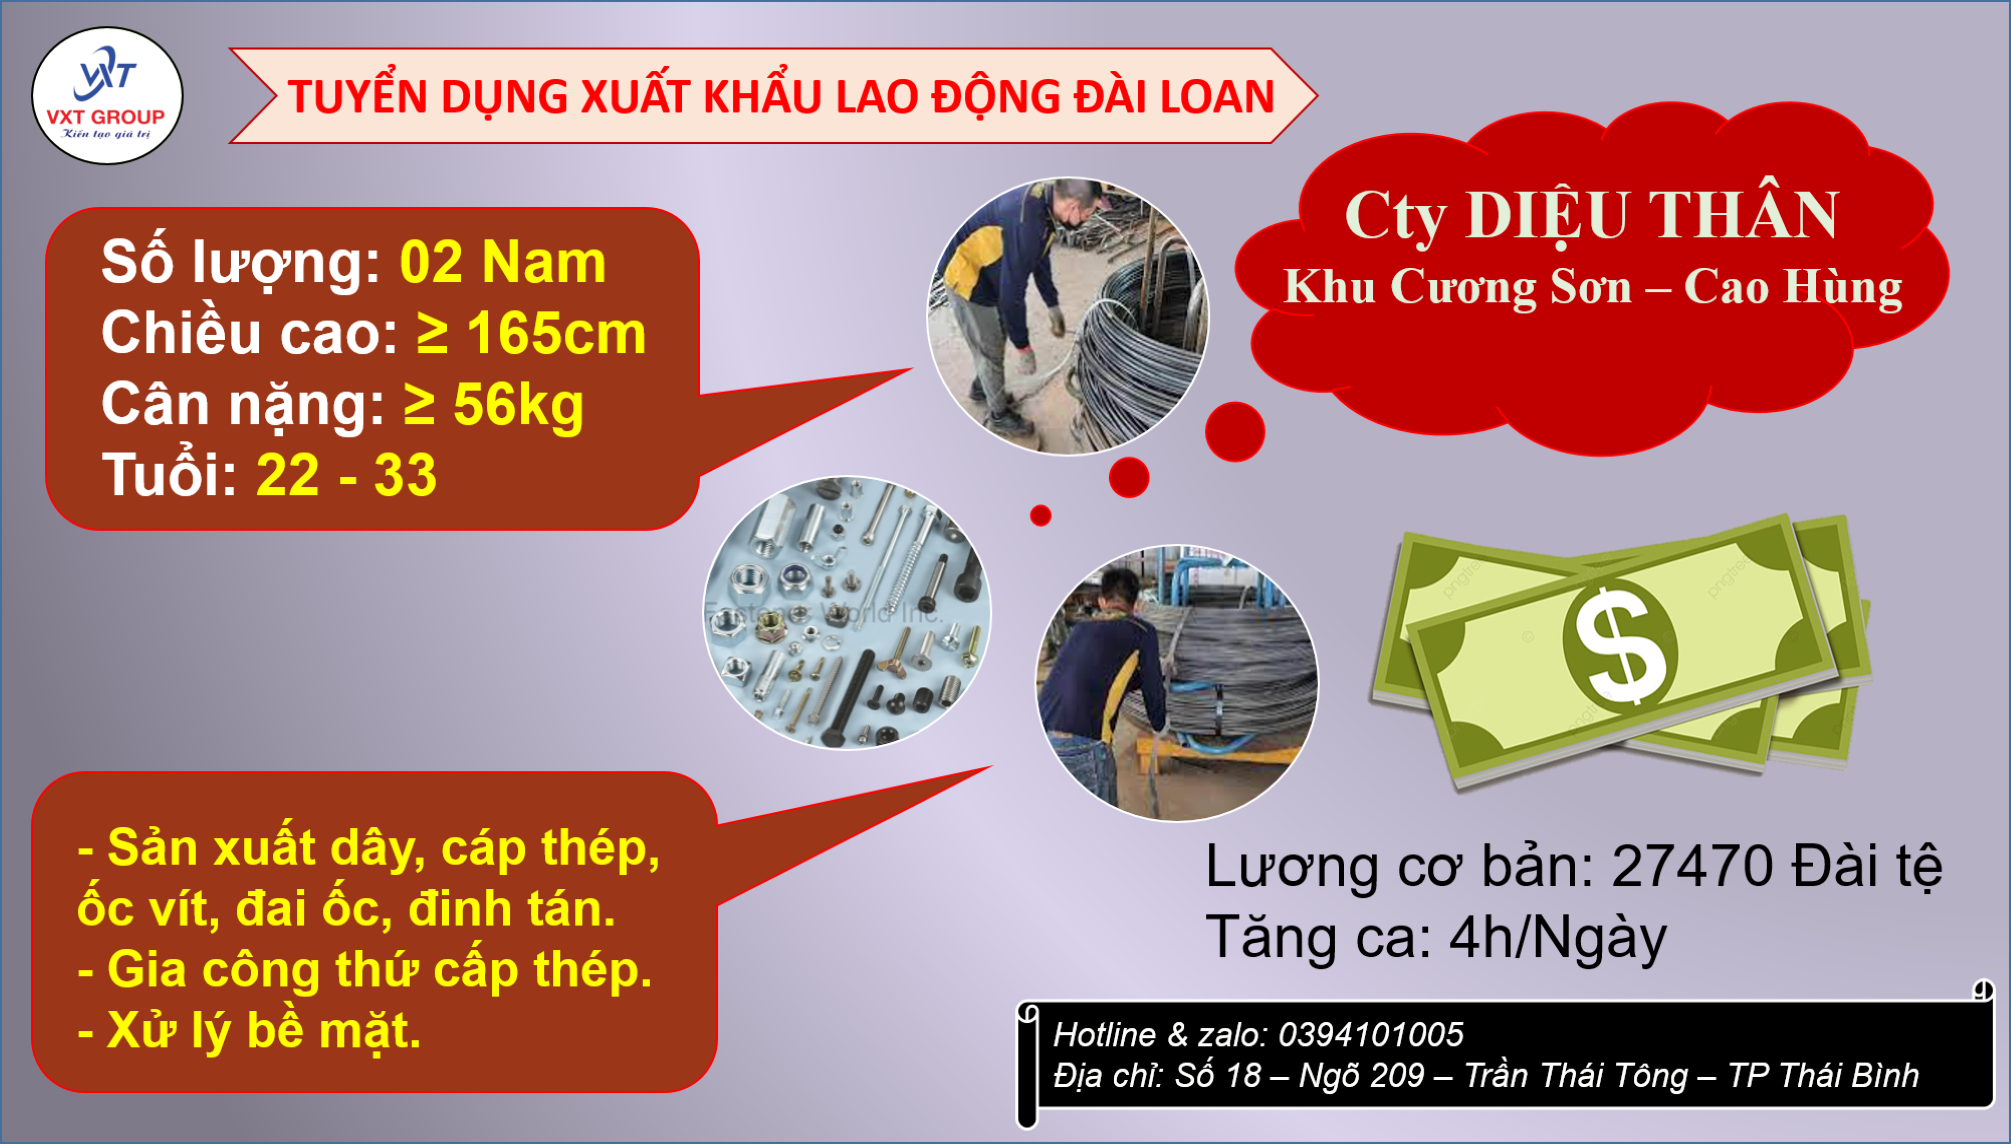 VXT
VXT GROUP
Kiến tạo giá trị
TUYỂN DỤNG XUẤT KHẨU LAO ĐỘNG ĐÀI LOAN
Cty DIỆU THÂN
Khu Cương Sơn – Cao Hùng
Số lượng: 02 Nam
Chiều cao: ≥ 165cm
Cân nặng: ≥ 56kg
Tuổi: 22 - 33
Fastener World Inc.
$
- Sản xuất dây, cáp thép,
ốc vít, đai ốc, đinh tán.
- Gia công thứ cấp thép.
- Xử lý bề mặt.
Lương cơ bản: 27470 Đài tệ
Tăng ca: 4h/Ngày
Hotline & zalo: 0394101005
Địa chỉ: Số 18 – Ngõ 209 – Trần Thái Tông – TP Thái Bình